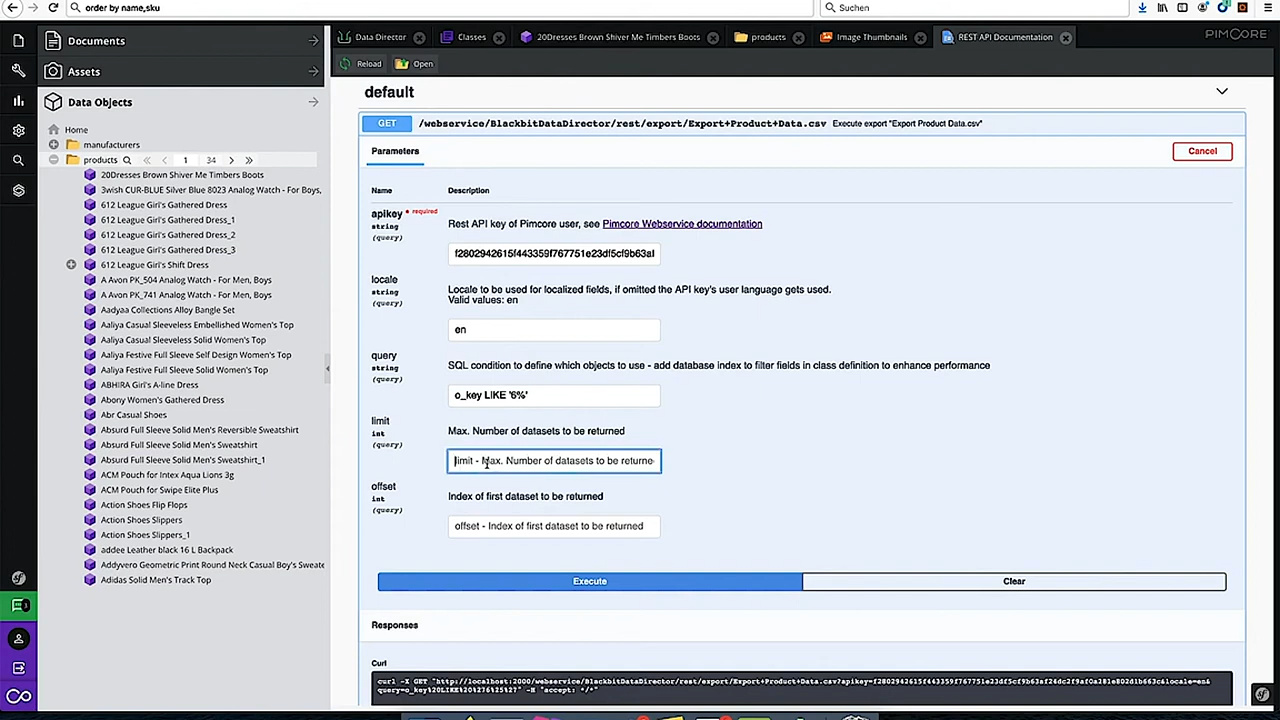 order by name,sku
Suchen
Documents
Assets
Data Objects
Home
manufacturers
products
1
34
20Dresses Brown Shiver Me Timbers Boots
3wish CUR-BLUE Silver Blue 8023 Analog Watch - For Boys,
612 League Girl's Gathered Dress
612 League Girl's Gathered Dress_1
612 League Girl's Gathered Dress_2
612 League Girl's Gathered Dress_3
612 League Girl's Shift Dress
A Avon PK_504 Analog Watch - For Men, Boys
A Avon PK_741 Analog Watch - For Men, Boys
Aadyaa Collections Alloy Bangle Set
Aaliya Casual Sleeveless Embellished Women's Top
Aaliya Casual Sleeveless Solid Women's Top
Aaliya Festive Full Sleeve Self Design Women's Top
Aaliya Festive Full Sleeve Solid Women's Top
ABHIRA Girl's A-line Dress
Abony Women's Gathered Dress
Abr Casual Shoes
Absurd Full Sleeve Solid Men's Reversible Sweatshirt
Absurd Full Sleeve Solid Men's Sweatshirt
Absurd Full Sleeve Solid Men's Sweatshirt_1
ACM Pouch for Intex Aqua Lions 3g
ACM Pouch for Swipe Elite Plus
Action Shoes Flip Flops
Action Shoes Slippers
Action Shoes Slippers_1
addee Leather black 16 L Backpack
Addyvero Geometric Print Round Neck Casual Boy's Sweate
Adidas Solid Men's Track Top
Data Director
Classes
20Dresses Brown Shiver Me Timbers Boots
products
Image Thumbnails
REST API Documentation
PIMCORE
Reload
Open
default
GET /webservice/BlackbitDataDirector/rest/export/Export+Product+Data.csv Execute export "Export Product Data.csv"
Parameters
Cancel
Name Description
apikey * required
string
(query)
Rest API key of Pimcore user, see Pimcore Webservice documentation
f2802942615f443359f767751e23df5cf9b63af
locale
string
(query)
Locale to be used for localized fields, if omitted the API key's user language gets used.
Valid values: en
en
query
string
(query)
SQL condition to define which objects to use - add database index to filter fields in class definition to enhance performance
o_key LIKE '6%'
limit
int
(query)
Max. Number of datasets to be returned
limit - Max. Number of datasets to be returne
offset
int
(query)
Index of first dataset to be returned
offset - Index of first dataset to be returned
Execute
Clear
Responses
Curl